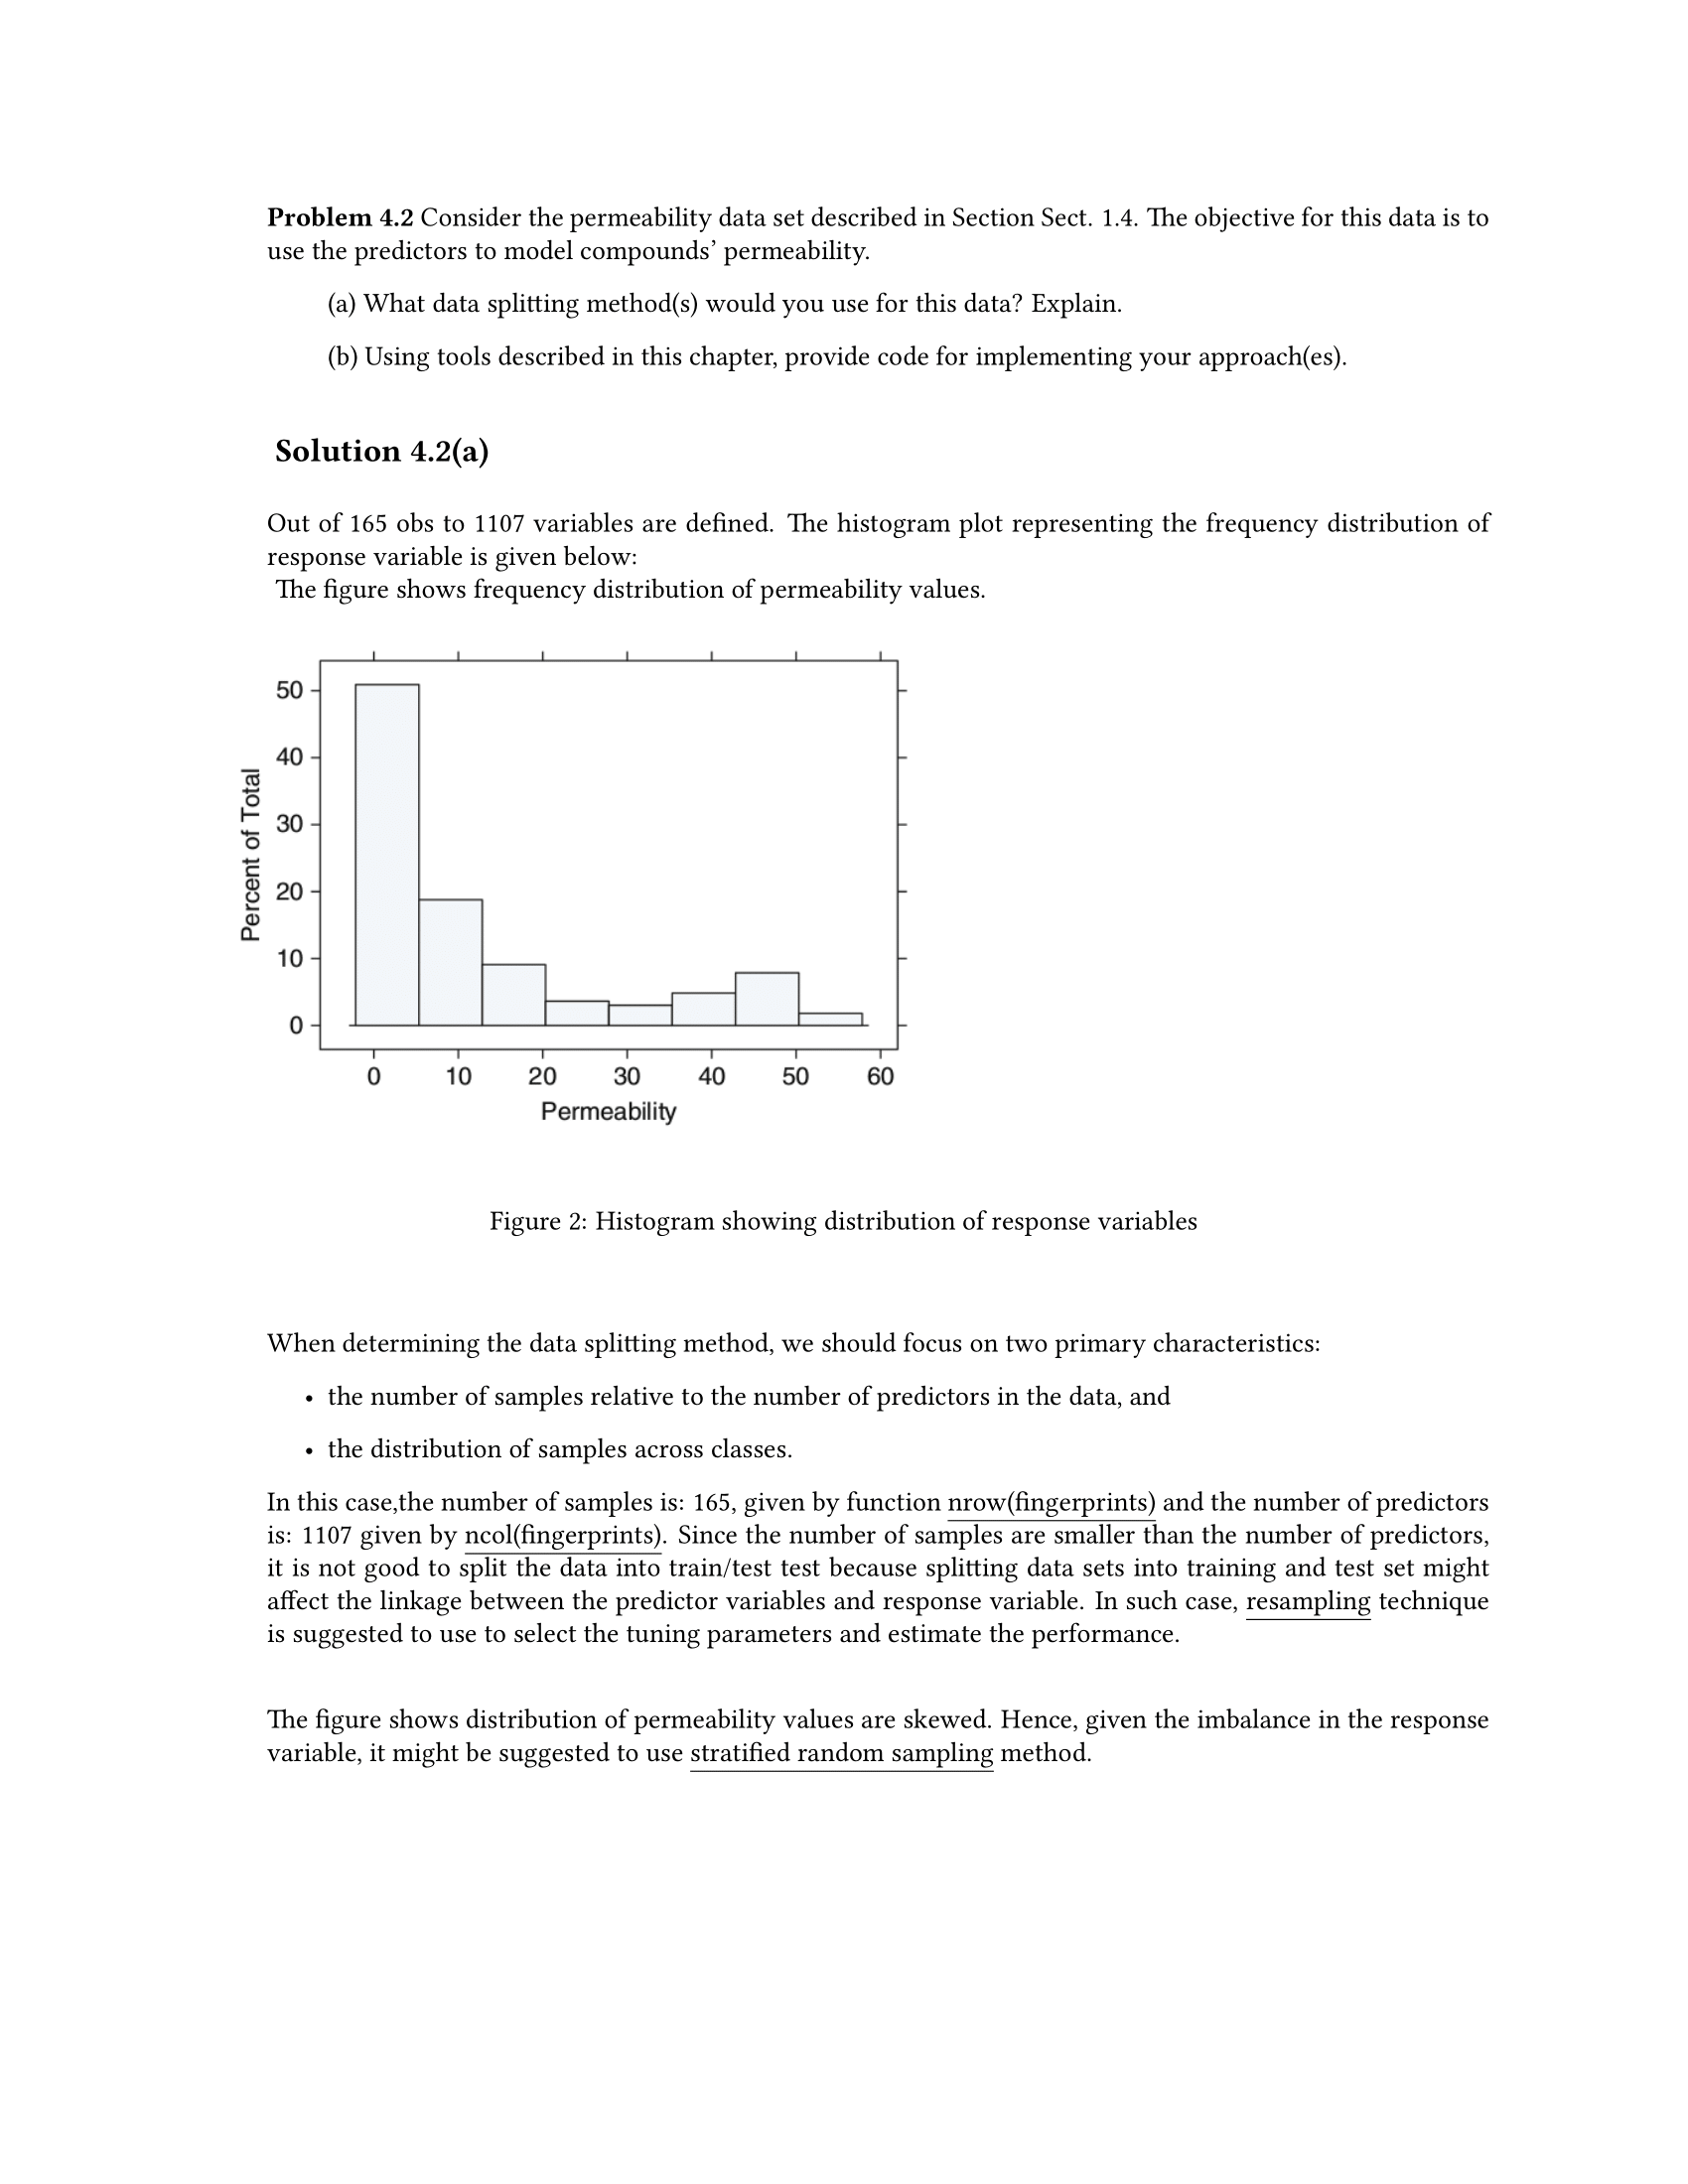 Problem 4.2 Consider the permeability data set described in Section Sect. 1.4. The objective for this data is to
use the predictors to model compounds’ permeability.
(a) What data splitting method(s) would you use for this data? Explain.
(b) Using tools described in this chapter, provide code for implementing your approach(es).
Solution 4.2(a)
Out of 165 obs to 1107 variables are defined. The histogram plot representing the frequency distribution of
response variable is given below:
The figure shows frequency distribution of permeability values.
50
40
30
20
10
0
Percent of Total
0 10 20 30 40 50 60
Permeability
Figure 2: Histogram showing distribution of response variables
When determining the data splitting method, we should focus on two primary characteristics:
• the number of samples relative to the number of predictors in the data, and
• the distribution of samples across classes.
In this case,the number of samples is: 165, given by function nrow(fingerprints) and the number of predictors
is: 1107 given by ncol(fingerprints). Since the number of samples are smaller than the number of predictors,
it is not good to split the data into train/test test because splitting data sets into training and test set might
affect the linkage between the predictor variables and response variable. In such case, resampling technique
is suggested to use to select the tuning parameters and estimate the performance.
The figure shows distribution of permeability values are skewed. Hence, given the imbalance in the response
variable, it might be suggested to use stratified random sampling method.